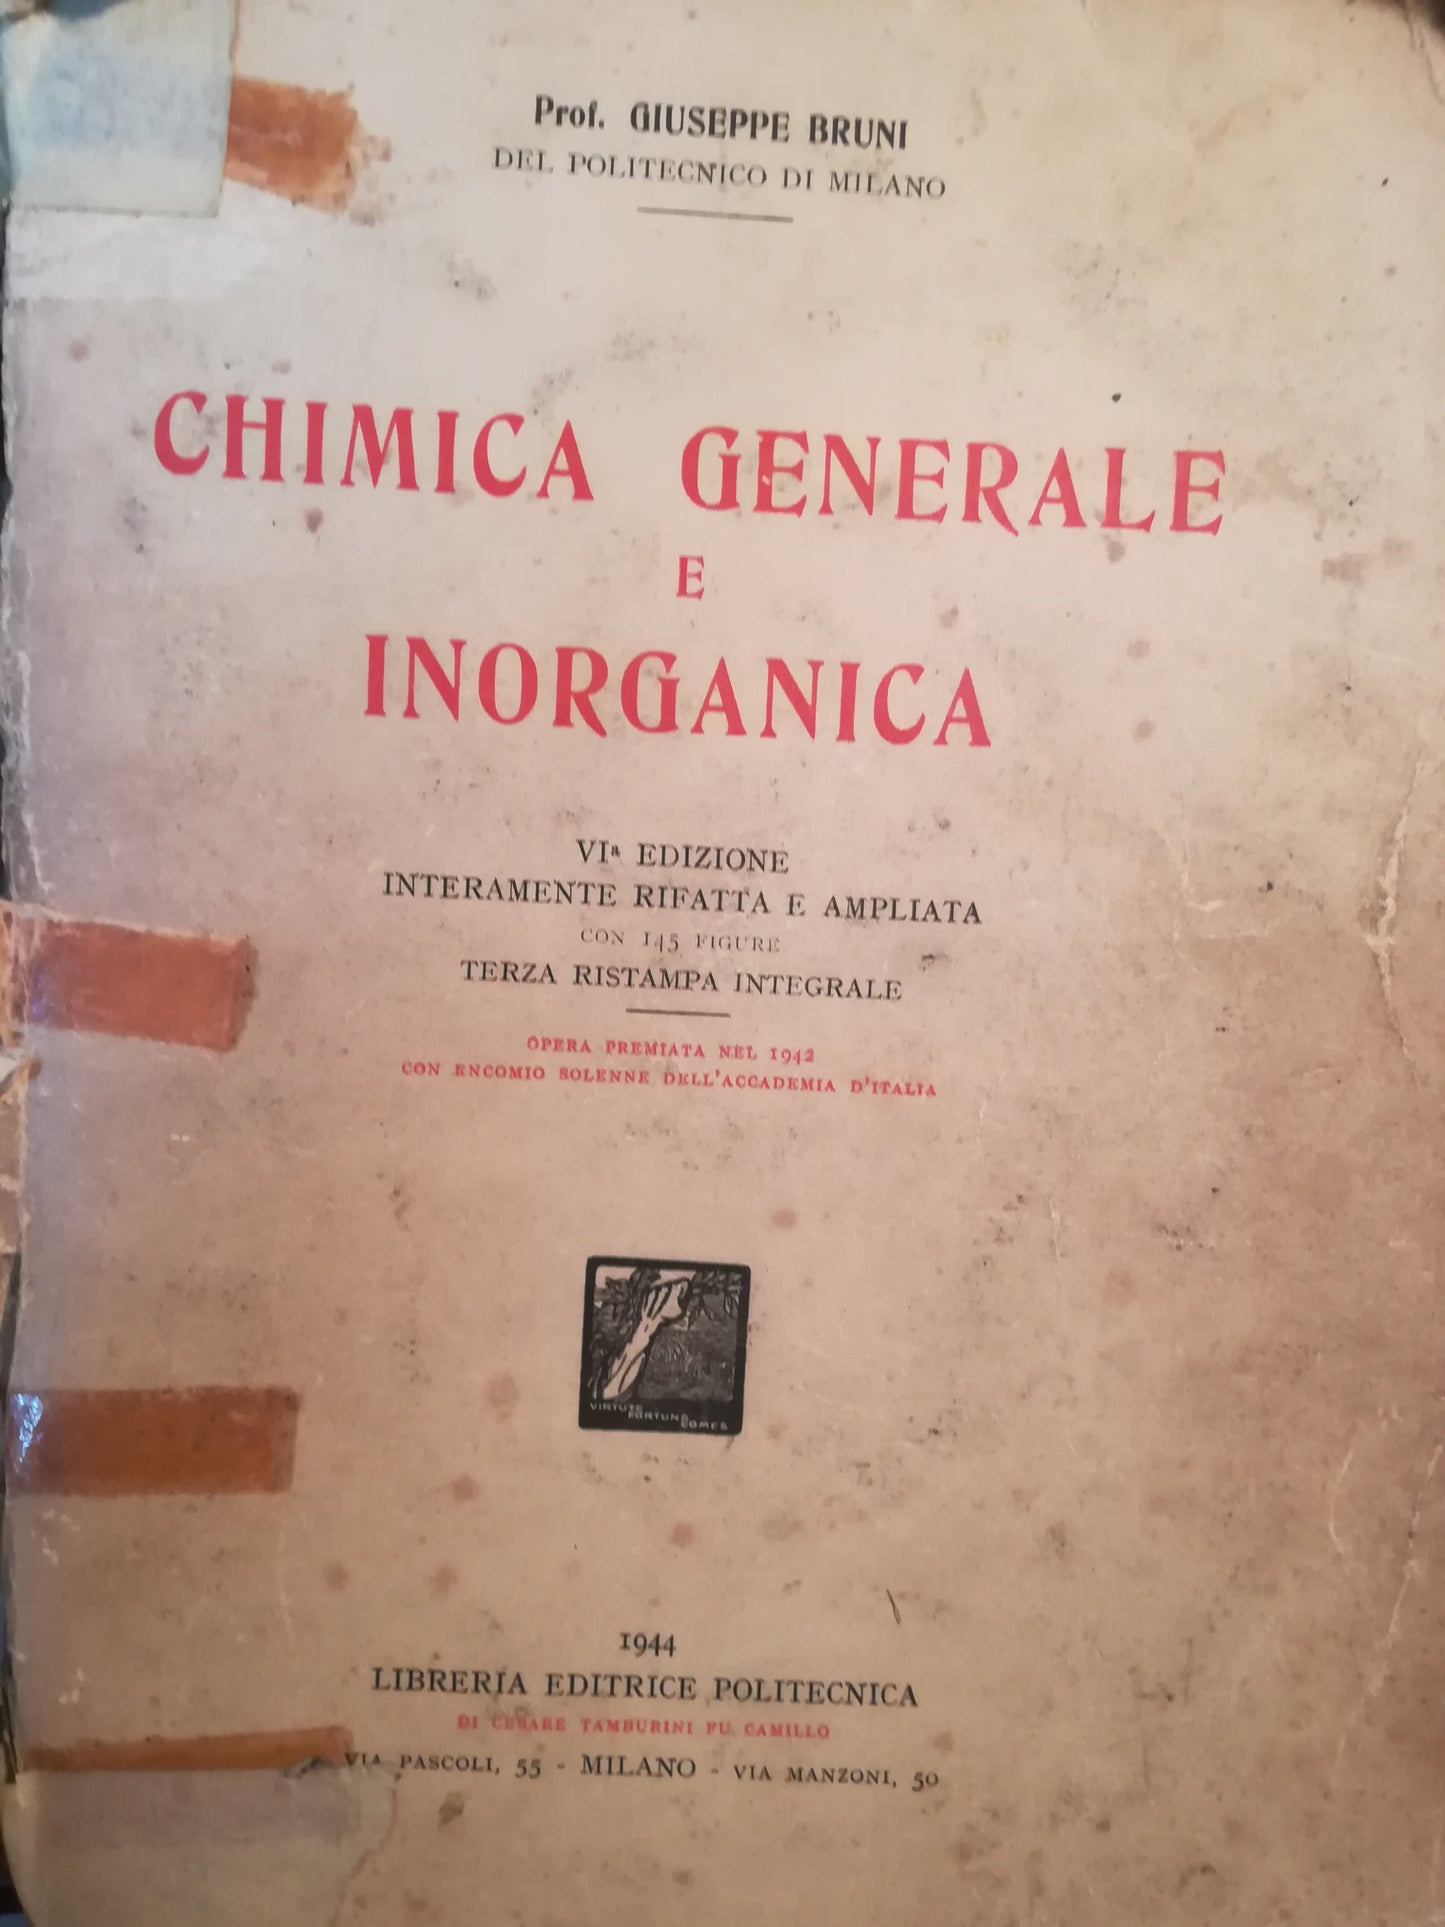 Prof. GIUSEPPE BRUNI
DEL POLITECNICO DI MILANO
CHIMICA GENERALE
E
INORGANICA
VIª EDIZIONE
INTERAMENTE RIFATTA E AMPLIATA
CON 145 FIGURE
TERZA RISTAMPA INTEGRALE
OPERA PREMIATA NEL 1942
CON ENCOMIO SOLENNE DELL'ACCADEMIA D'ITALIA
VIRTUTE
FORTUNA
COMES
1944
LIBRERIA EDITRICE POLITECNICA
DI CESARE TAMBURINI FU CAMILLO
VIA PASCOLI, 55 - MILANO - VIA MANZONI, 50